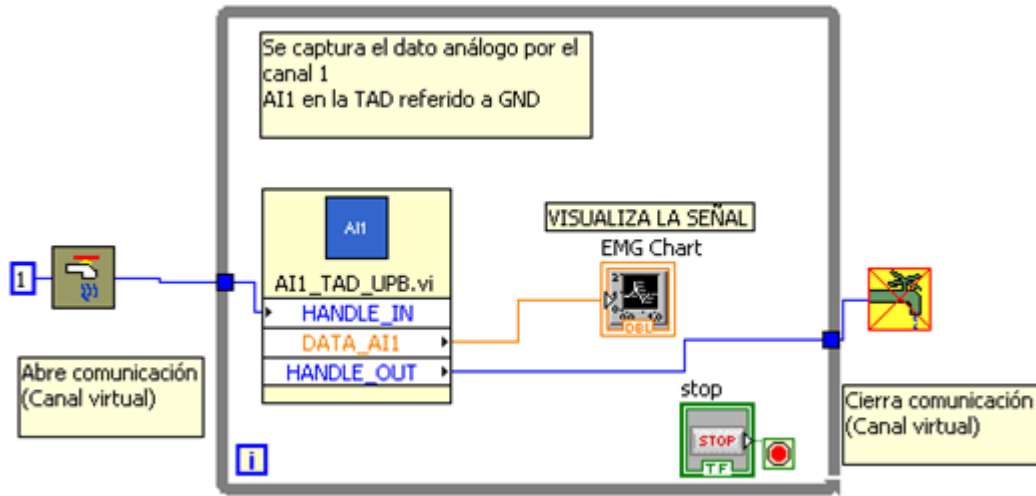 Se captura el dato análogo por el
canal 1
AI1 en la TAD referido a GND
AI1
AI1_TAD_UPB.vi
HANDLE_IN
DATA_AI1
HANDLE_OUT
VISUALIZA LA SEÑAL
EMG Chart
DBL
1
Abre comunicación
(Canal virtual)
stop
STOP
TF
i
Cierra comunicación
(Canal virtual)